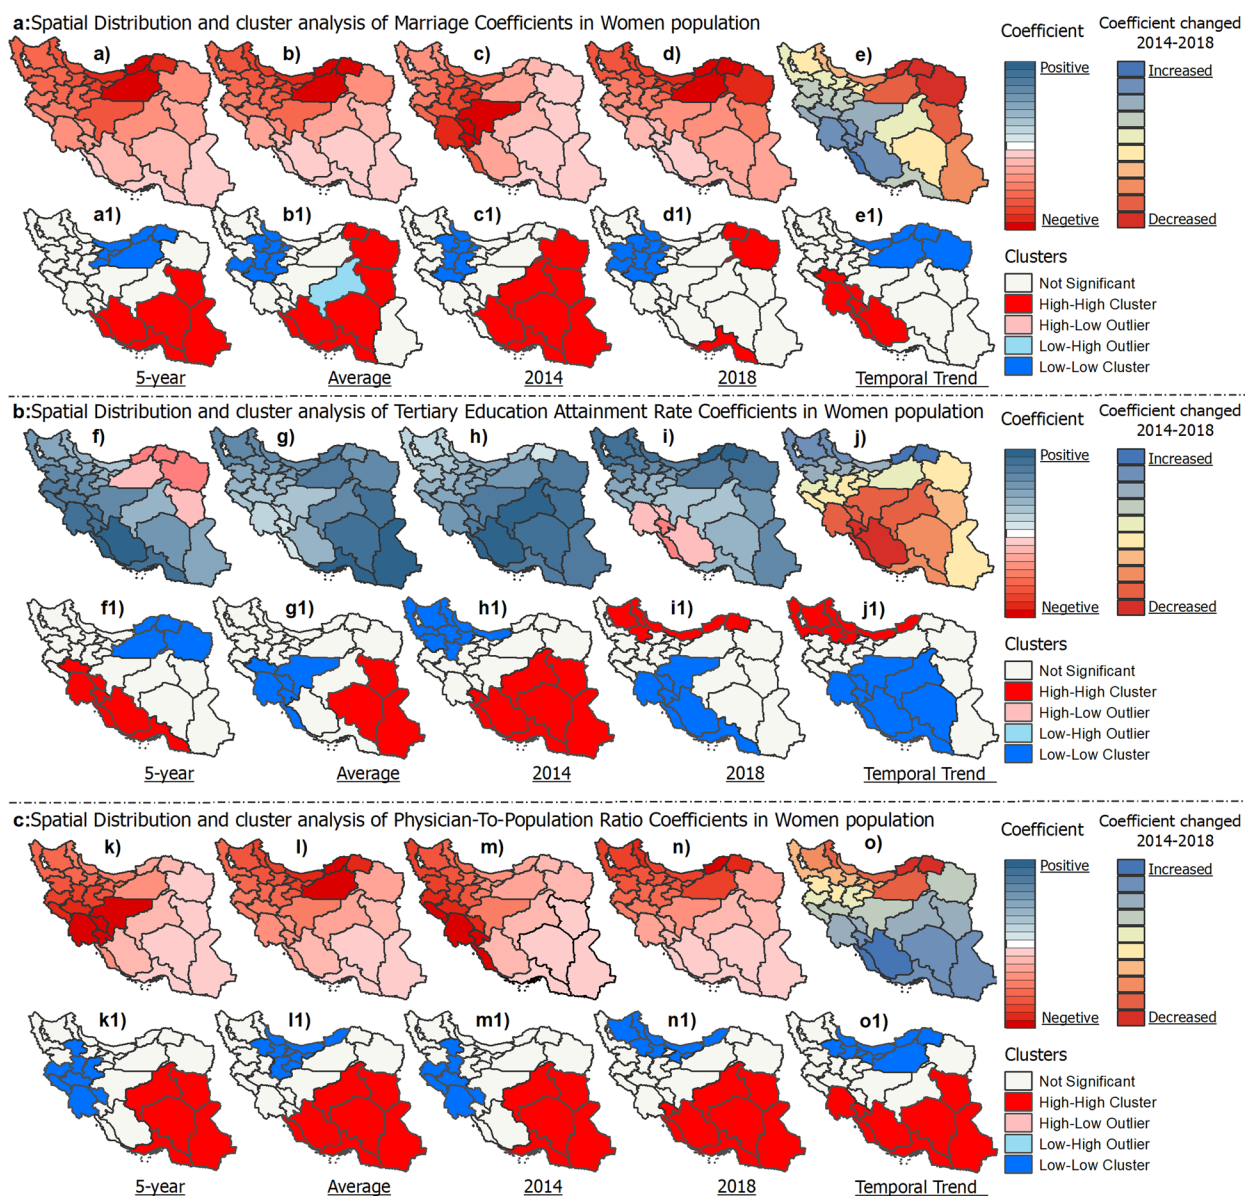 a:Spatial Distribution and cluster analysis of Marriage Coefficients in Women population
Coefficient
Coefficient changed
2014-2018
a)
b)
c)
d)
e)
Positive
Increased
Negetive
Decreased
a1)
b1)
c1)
d1)
e1)
Clusters
Not Significant
High-High Cluster
High-Low Outlier
Low-High Outlier
Low-Low Cluster
5-year
Average
2014
2018
Temporal Trend
b:Spatial Distribution and cluster analysis of Tertiary Education Attainment Rate Coefficients in Women population
Coefficient
Coefficient changed
2014-2018
f)
g)
h)
i)
j)
Positive
Increased
Negetive
Decreased
f1)
g1)
h1)
i1)
j1)
Clusters
Not Significant
High-High Cluster
High-Low Outlier
Low-High Outlier
Low-Low Cluster
5-year
Average
2014
2018
Temporal Trend
c:Spatial Distribution and cluster analysis of Physician-To-Population Ratio Coefficients in Women population
Coefficient
Coefficient changed
2014-2018
k)
l)
m)
n)
o)
Positive
Increased
Negetive
Decreased
k1)
l1)
m1)
n1)
o1)
Clusters
Not Significant
High-High Cluster
High-Low Outlier
Low-High Outlier
Low-Low Cluster
5-year
Average
2014
2018
Temporal Trend